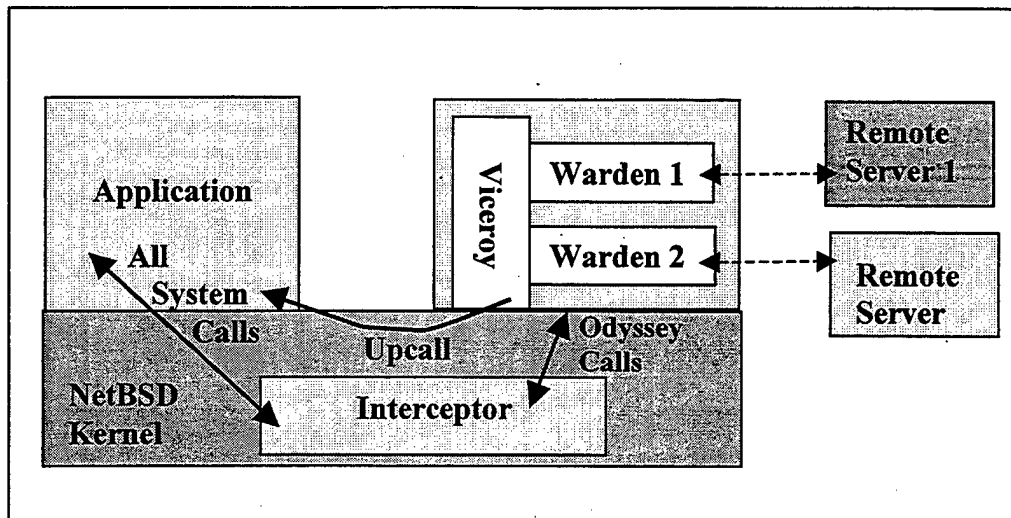 Application
All
System
Calls
NetBSD
Kernel
Upcall
Interceptor
Viceroy
Warden 1
Warden 2
Odyssey
Calls
Remote
Server 1
Remote
Server